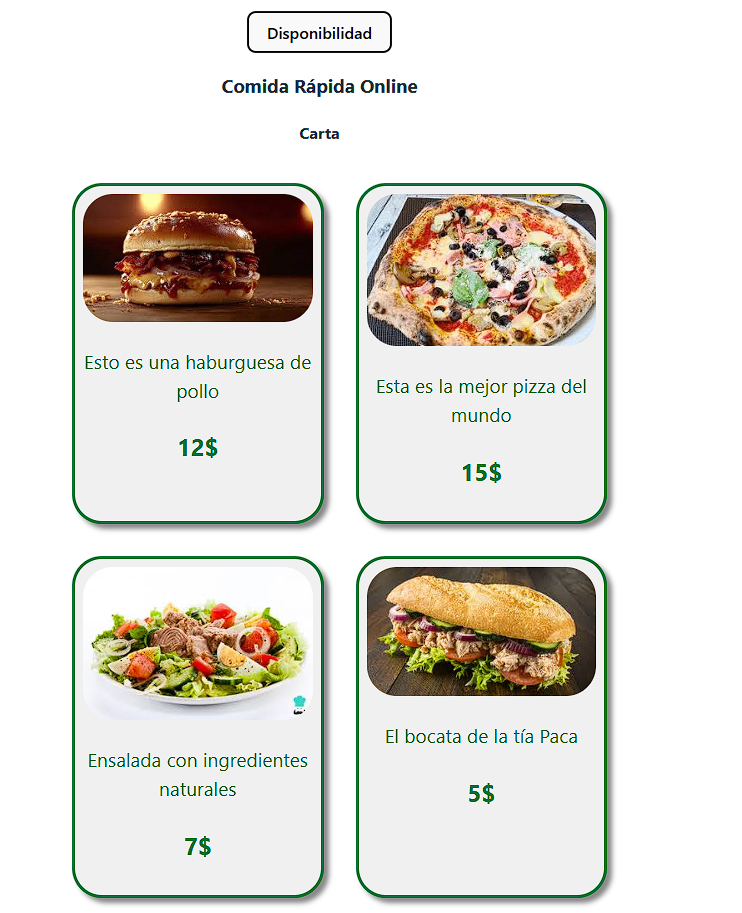 Disponibilidad
Comida Rápida Online
Carta
Esto es una haburguesa de
pollo
12$
Esta es la mejor pizza del
mundo
15$
Ensalada con ingredientes
naturales
7$
El bocata de la tía Paca
5$